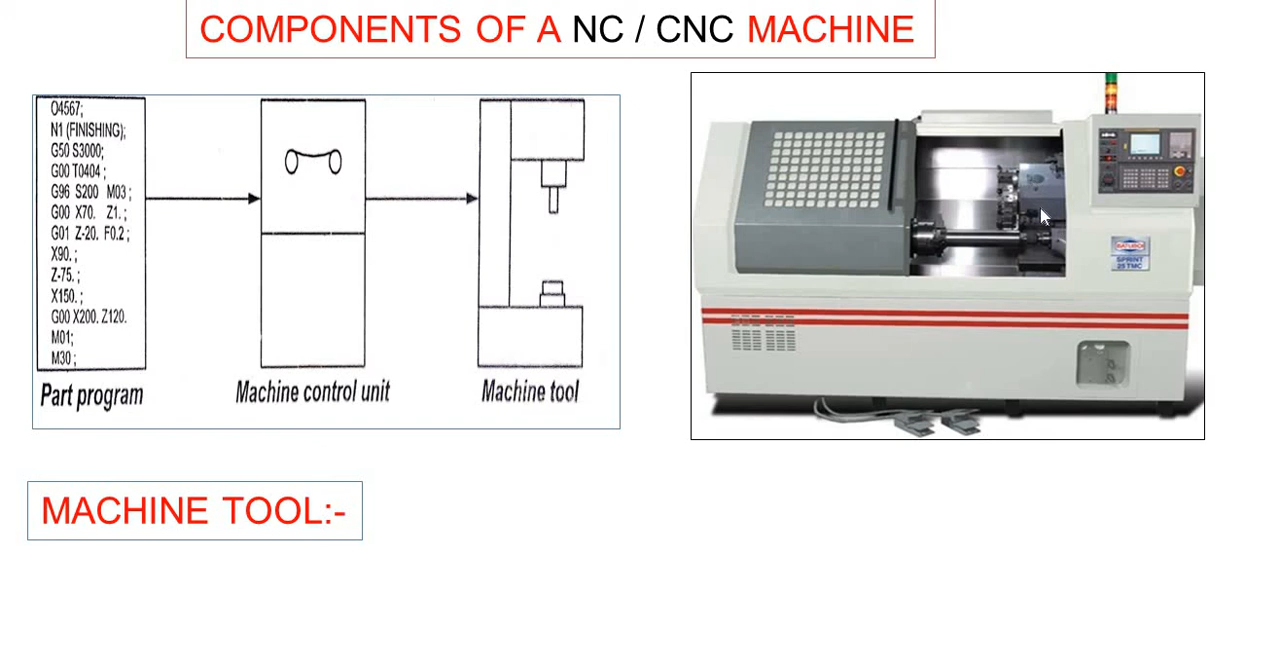 COMPONENTS OF A NC / CNC MACHINE
O4567;
N1 (FINISHING);
G50 S3000;
G00 T0404 ;
G96 S200 M03 ;
G00 X70. Z1. ;
G01 Z-20. F0.2 ;
X90. ;
Z-75. ;
X150. ;
G00 X200. Z120.
M01;
M30 ;
Part program
Machine control unit
Machine tool
BATLIBOI
SPRINT
MACHINE TOOL:-